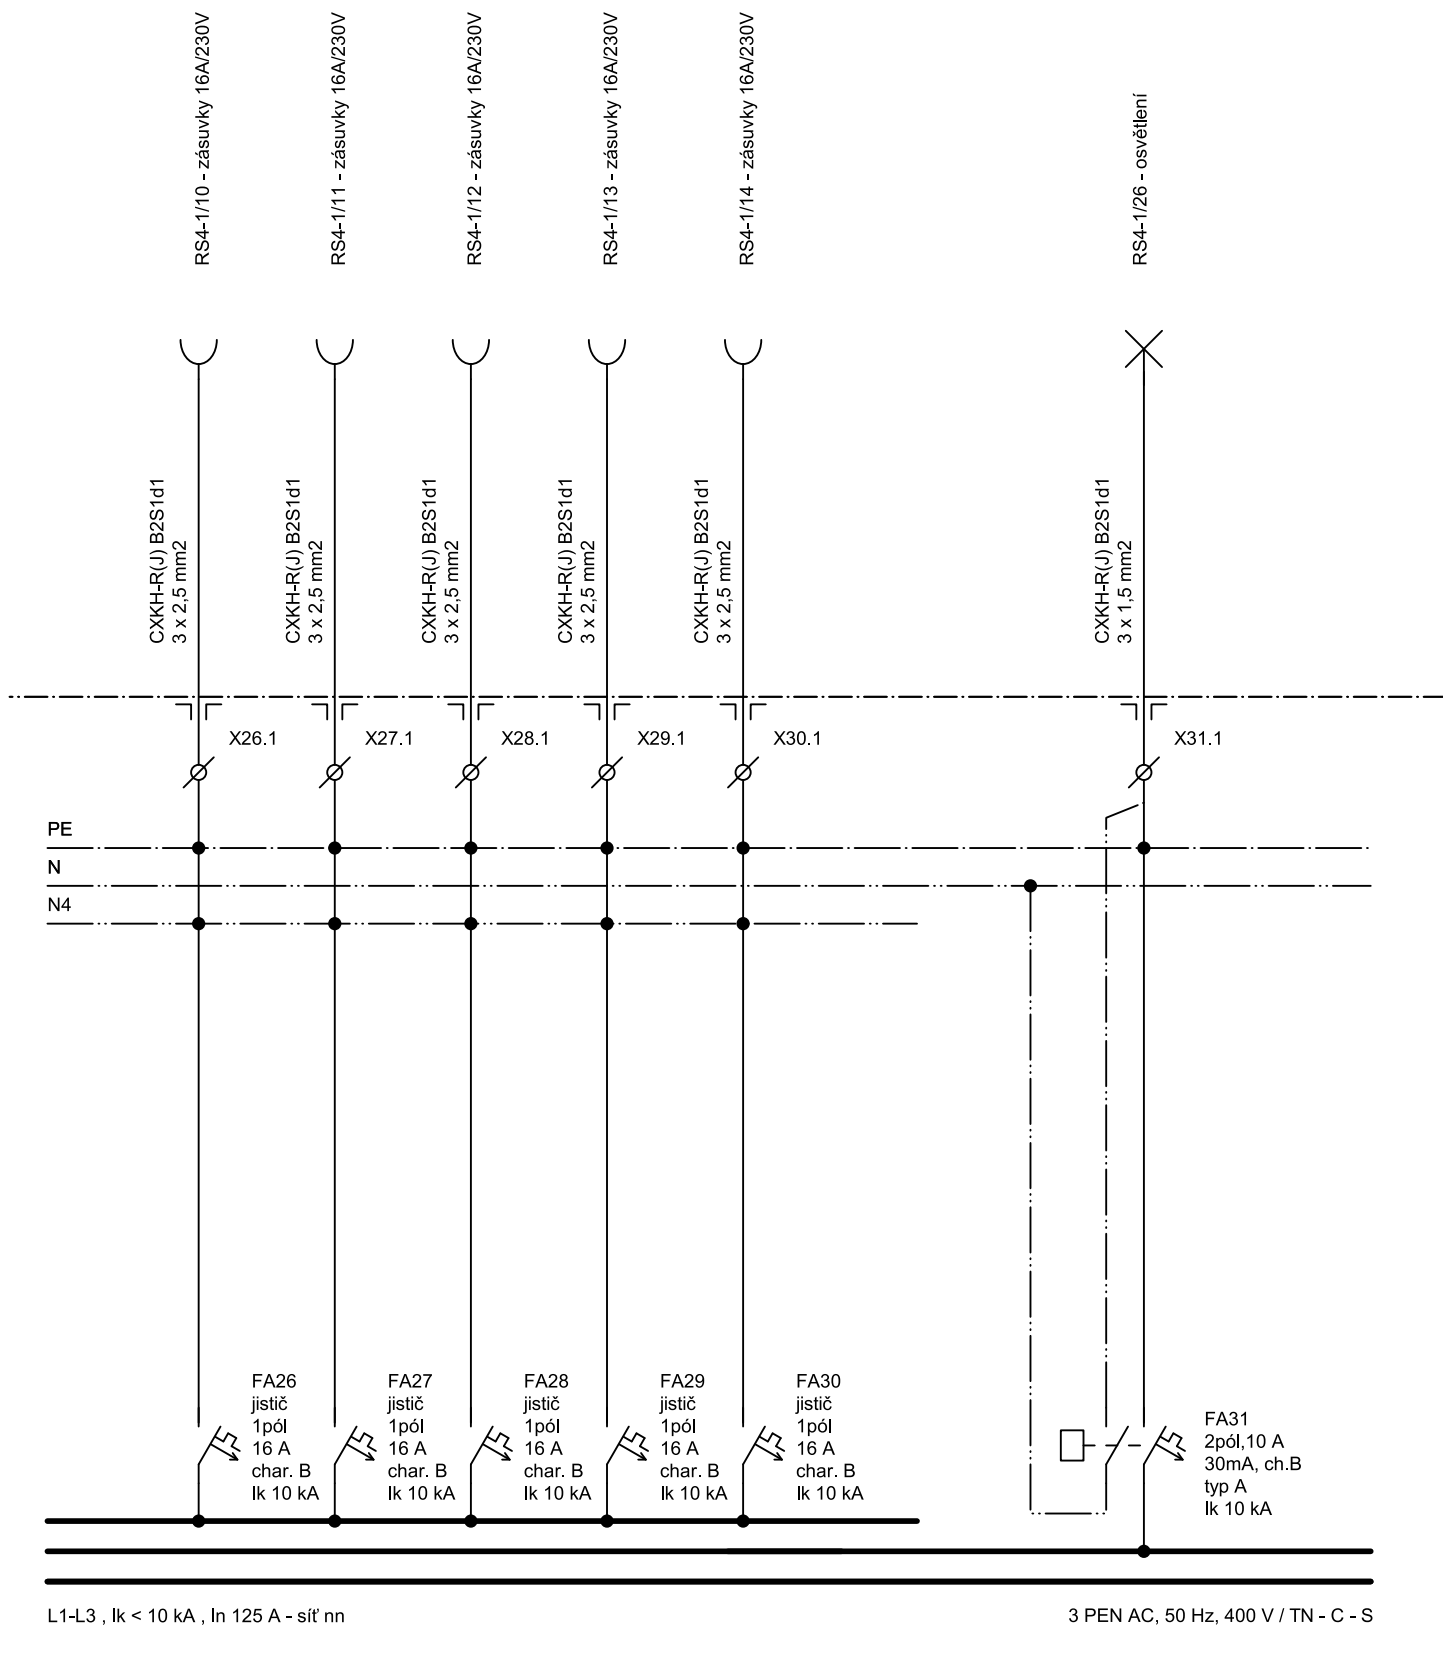 RS4-1/10 - zásuvky 16A/230V
RS4-1/11 - zásuvky 16A/230V
RS4-1/12 - zásuvky 16A/230V
RS4-1/13 - zásuvky 16A/230V
RS4-1/14 - zásuvky 16A/230V
RS4-1/26 - osvětlení
CXKH-R(J) B2S1d1
3 x 2,5 mm2
CXKH-R(J) B2S1d1
3 x 2,5 mm2
CXKH-R(J) B2S1d1
3 x 2,5 mm2
CXKH-R(J) B2S1d1
3 x 2,5 mm2
CXKH-R(J) B2S1d1
3 x 2,5 mm2
CXKH-R(J) B2S1d1
3 x 1,5 mm2
X26.1
X27.1
X28.1
X29.1
X30.1
X31.1
PE
N
N4
FA26
jistič
1pól
16 A
char. B
Ik 10 kA
FA27
jistič
1pól
16 A
char. B
Ik 10 kA
FA28
jistič
1pól
16 A
char. B
Ik 10 kA
FA29
jistič
1pól
16 A
char. B
Ik 10 kA
FA30
jistič
1pól
16 A
char. B
Ik 10 kA
FA31
2pól,10 A
30mA, ch.B
typ A
Ik 10 kA
L1-L3 , Ik < 10 kA , In 125 A - síť nn
3 PEN AC, 50 Hz, 400 V / TN - C - S